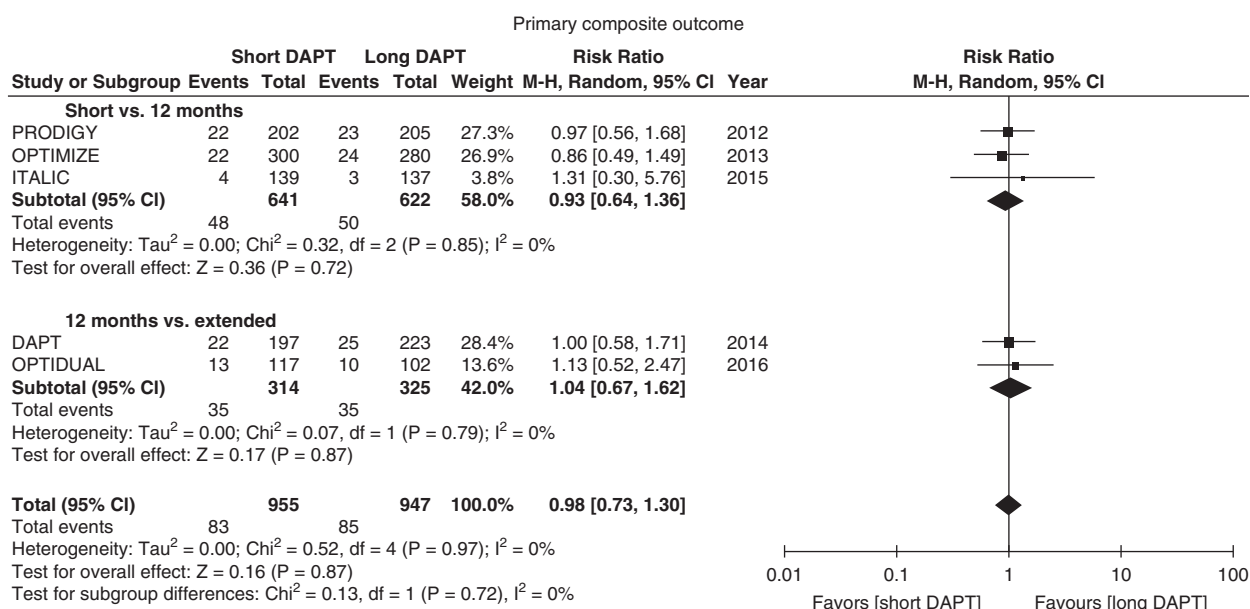 Primary composite outcome
Short DAPT Long DAPT Risk Ratio Risk Ratio
Study or Subgroup Events Total Events Total Weight M-H, Random, 95% CI Year M-H, Random, 95% CI
Short vs. 12 months
PRODIGY 22 202 23 205 27.3% 0.97 [0.56, 1.68] 2012
OPTIMIZE 22 300 24 280 26.9% 0.86 [0.49, 1.49] 2013
ITALIC 4 139 3 137 3.8% 1.31 [0.30, 5.76] 2015
Subtotal (95% CI) 641 622 58.0% 0.93 [0.64, 1.36]
Total events 48 50
Heterogeneity: Tau² = 0.00; Chi² = 0.32, df = 2 (P = 0.85); I² = 0%
Test for overall effect: Z = 0.36 (P = 0.72)
12 months vs. extended
DAPT 22 197 25 223 28.4% 1.00 [0.58, 1.71] 2014
OPTIDUAL 13 117 10 102 13.6% 1.13 [0.52, 2.47] 2016
Subtotal (95% CI) 314 325 42.0% 1.04 [0.67, 1.62]
Total events 35 35
Heterogeneity: Tau² = 0.00; Chi² = 0.07, df = 1 (P = 0.79); I² = 0%
Test for overall effect: Z = 0.17 (P = 0.87)
Total (95% CI) 955 947 100.0% 0.98 [0.73, 1.30]
Total events 83 85
Heterogeneity: Tau² = 0.00; Chi² = 0.52, df = 4 (P = 0.97); I² = 0%
Test for overall effect: Z = 0.16 (P = 0.87)
Test for subgroup differences: Chi² = 0.13, df = 1 (P = 0.72), I² = 0%
0.01 0.1 1 10 100
Favors [short DAPT] Favours [long DAPT]